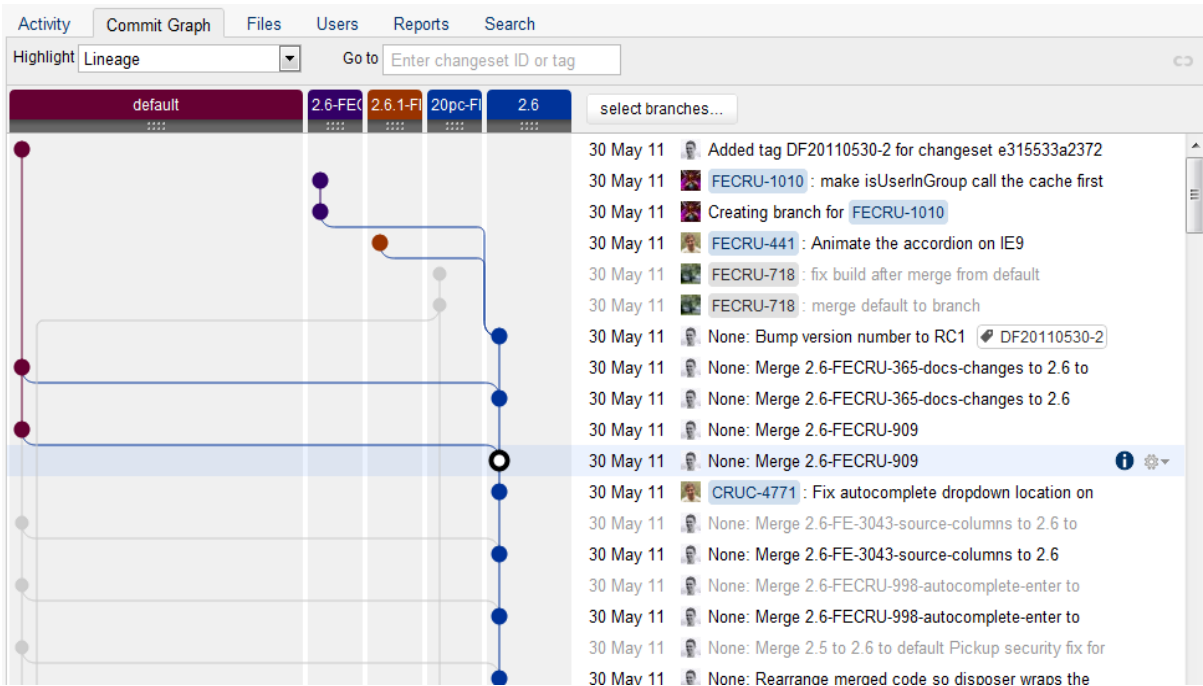 Activity Commit Graph Files Users Reports Search
Highlight Lineage Go to Enter changeset ID or tag
default 2.6-FEC 2.6.1-FI 20pc-FI 2.6 select branches...
30 May 11 Added tag DF20110530-2 for changeset e315533a2372
30 May 11 FECRU-1010 : make isUserInGroup call the cache first
30 May 11 Creating branch for FECRU-1010
30 May 11 FECRU-441 : Animate the accordion on IE9
30 May 11 FECRU-718 : fix build after merge from default
30 May 11 FECRU-718 : merge default to branch
30 May 11 None: Bump version number to RC1 DF20110530-2
30 May 11 None: Merge 2.6-FECRU-365-docs-changes to 2.6 to
30 May 11 None: Merge 2.6-FECRU-365-docs-changes to 2.6
30 May 11 None: Merge 2.6-FECRU-909
30 May 11 None: Merge 2.6-FECRU-909
30 May 11 CRUC-4771 : Fix autocomplete dropdown location on
30 May 11 None: Merge 2.6-FE-3043-source-columns to 2.6 to
30 May 11 None: Merge 2.6-FE-3043-source-columns to 2.6
30 May 11 None: Merge 2.6-FECRU-998-autocomplete-enter to
30 May 11 None: Merge 2.6-FECRU-998-autocomplete-enter to
30 May 11 None: Merge 2.5 to 2.6 to default Pickup security fix for
30 May 11 None: Rearrange merged code so disposer wraps the